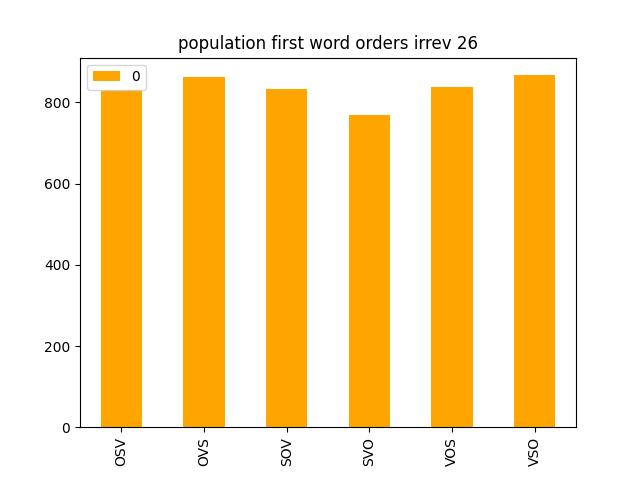 population first word orders irrev 26
0
800
600
400
200
0
OSV
OVS
SOV
SVO
VOS
VSO